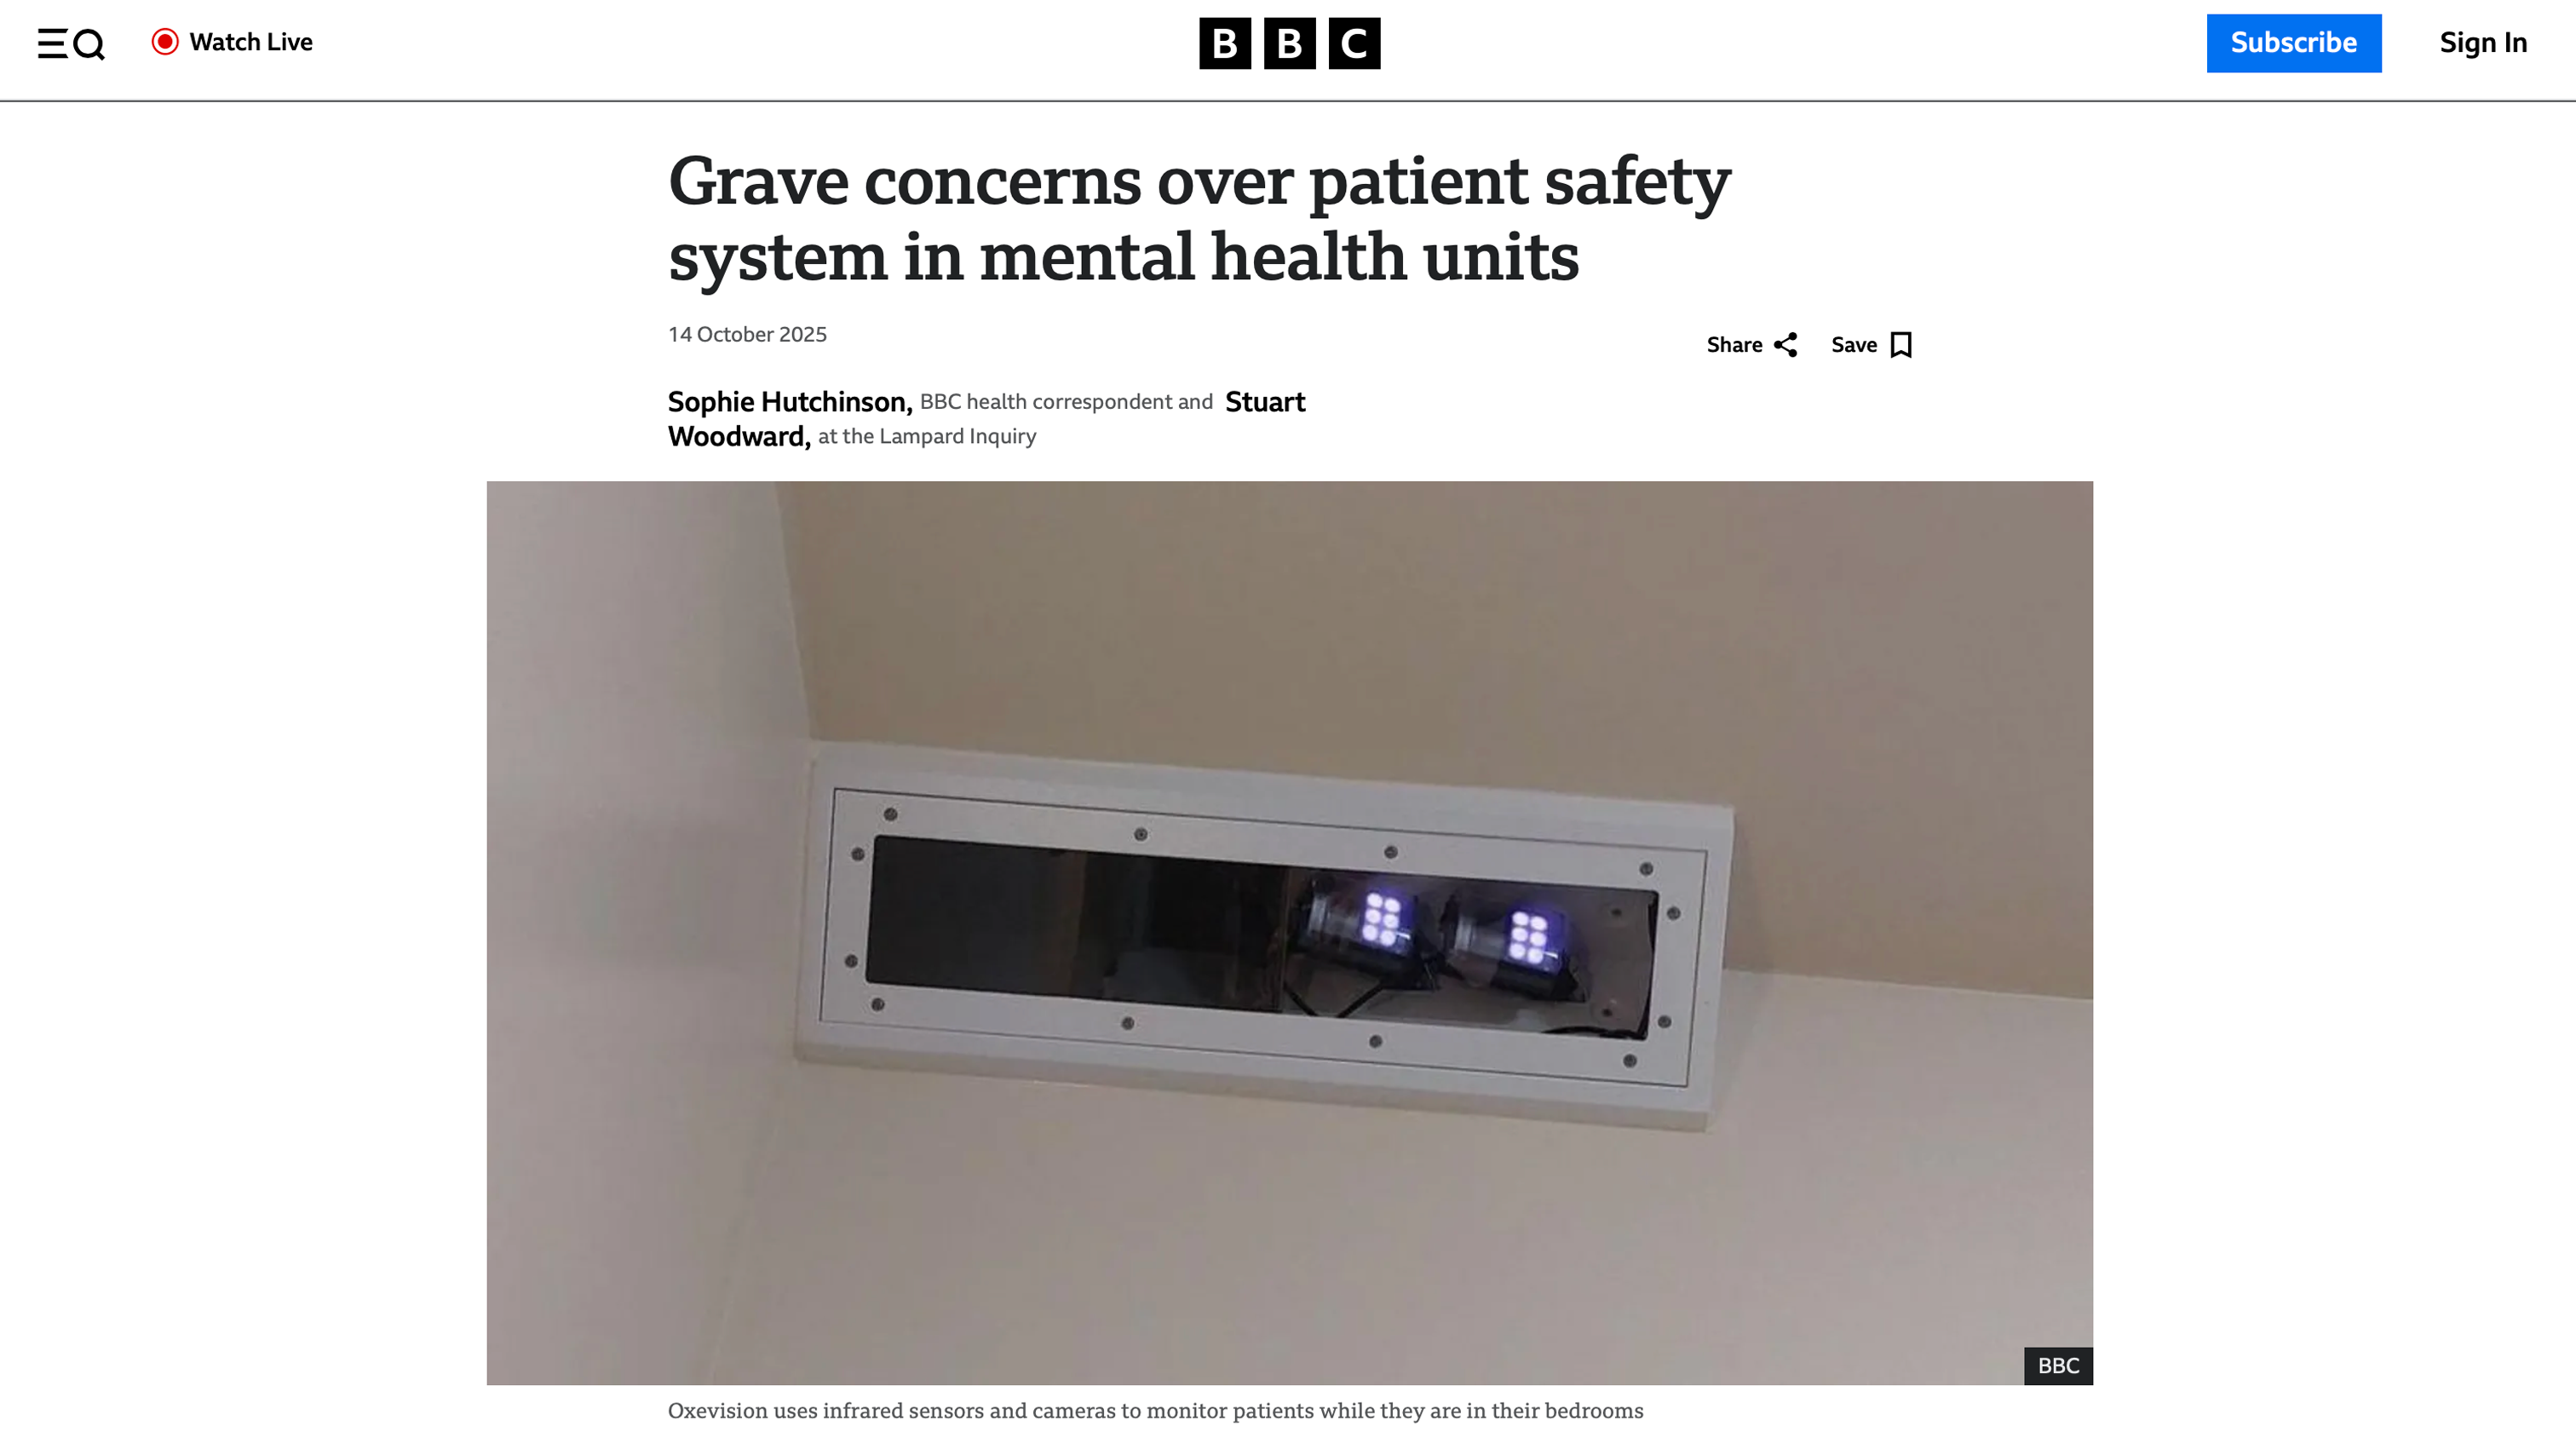 Watch Live
BBC
Subscribe
Sign In
Grave concerns over patient safety
system in mental health units
14 October 2025
Share
Save
Sophie Hutchinson, BBC health correspondent and Stuart
Woodward, at the Lampard Inquiry
BBC
Oxevision uses infrared sensors and cameras to monitor patients while they are in their bedrooms